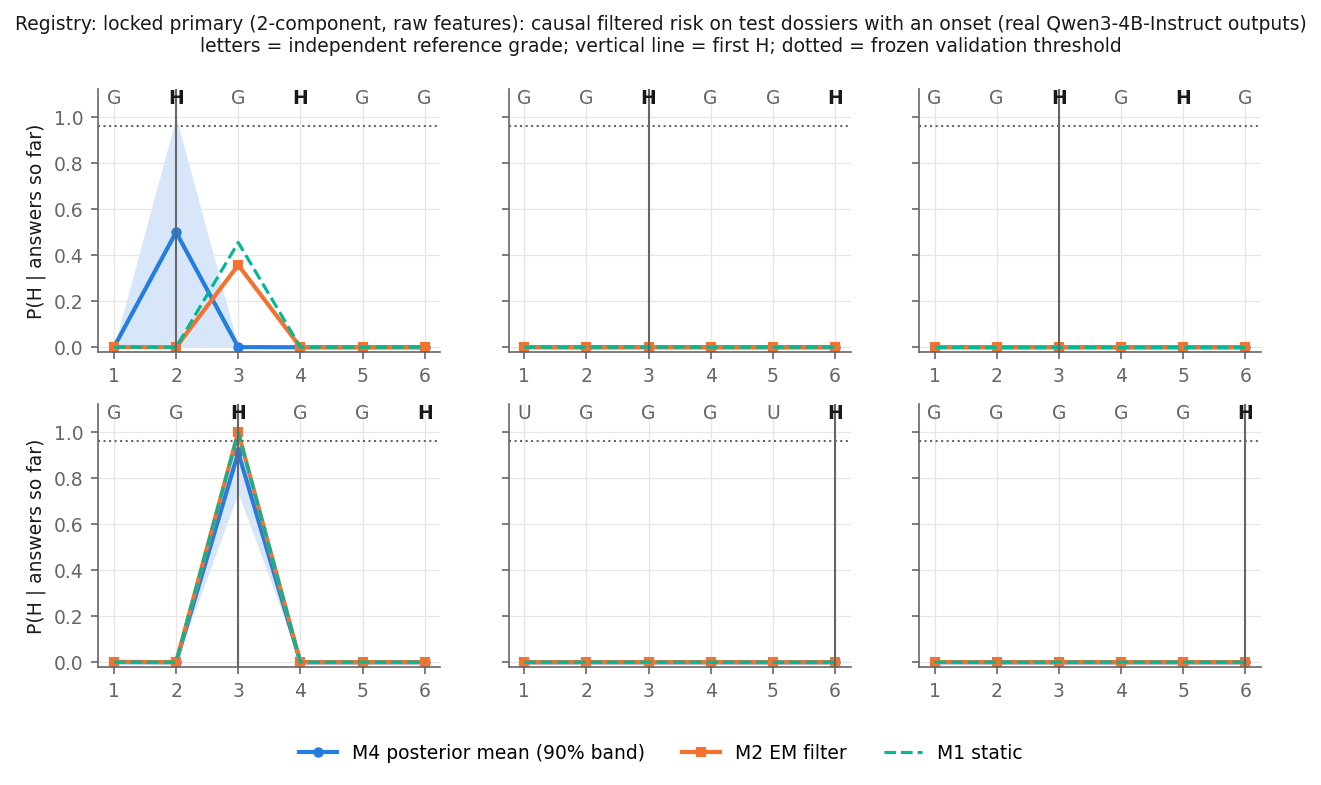 Registry: locked primary (2-component, raw features): causal filtered risk on test dossiers with an onset (real Qwen3-4B-Instruct outputs)
letters = independent reference grade; vertical line = first H; dotted = frozen validation threshold
G H G H G G
G G H G G H
G G H G H G
P(H | answers so far)
1.0
0.8
0.6
0.4
0.2
0.0
1 2 3 4 5 6
1 2 3 4 5 6
1 2 3 4 5 6
G G H G G H
U G G G U H
G G G G G H
P(H | answers so far)
1.0
0.8
0.6
0.4
0.2
0.0
1 2 3 4 5 6
1 2 3 4 5 6
1 2 3 4 5 6
M4 posterior mean (90% band) M2 EM filter M1 static